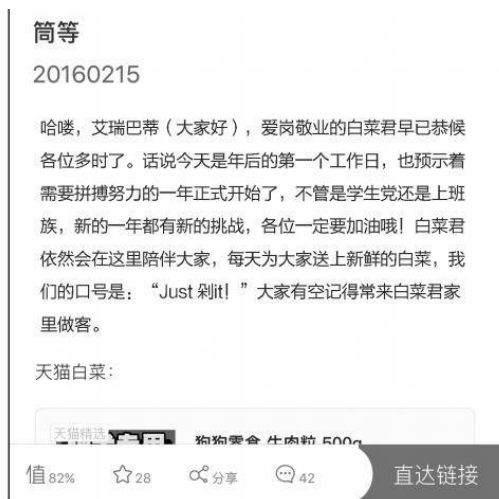 筒等
20160215
哈喽，艾瑞巴蒂（大家好），爱岗敬业的白菜君早已恭候
各位多时了。话说今天是年后的第一个工作日，也预示着
需要拼搏努力的一年正式开始了，不管是学生党还是上班
族，新的一年都有新的挑战，各位一定要加油哦！白菜君
依然会在这里陪伴大家，每天为大家送上新鲜的白菜，我
们的口号是：“Just 剁it！”大家有空记得常来白菜君家
里做客。
天猫白菜：
天猫精选
狗狗零食 牛肉粒 500g
值 82% 28 分享 42 直达链接